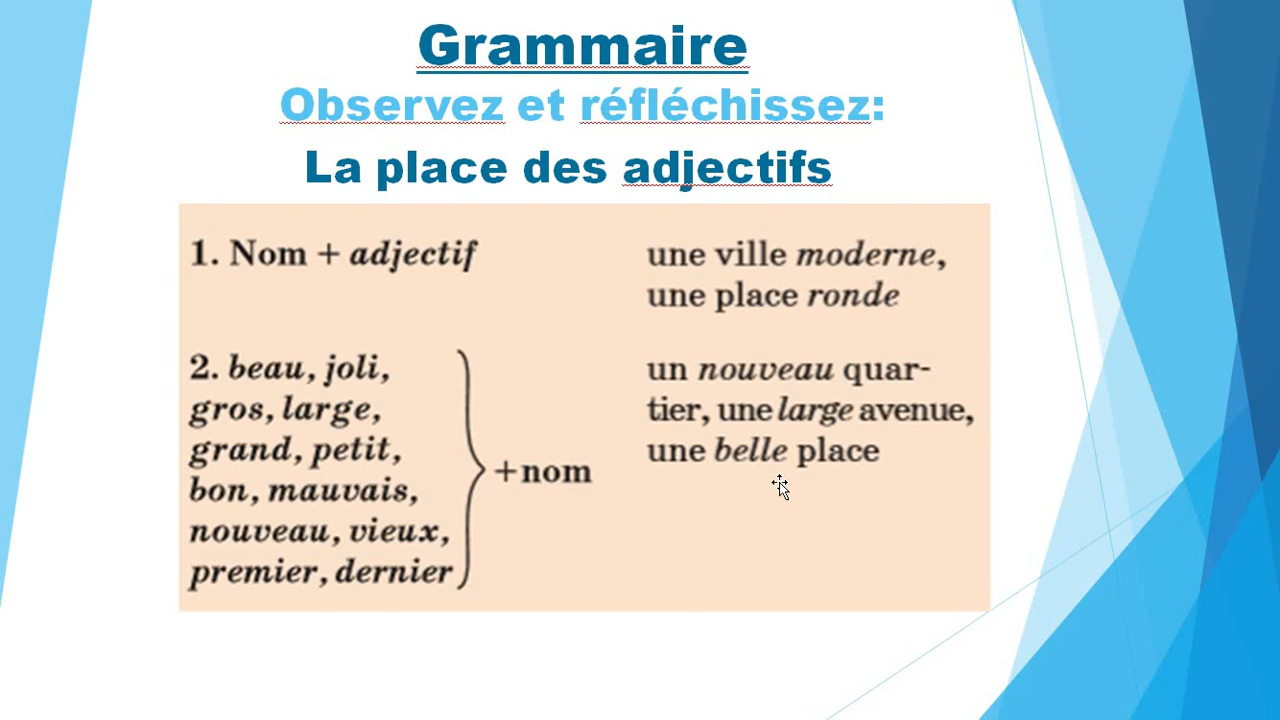 Grammaire
Observez et réfléchissez:
La place des adjectifs
1. Nom + adjectif
une ville moderne,
une place ronde
2. beau, joli,
gros, large,
grand, petit,
bon, mauvais,
nouveau, vieux,
premier, dernier
+nom
un nouveau quar-
tier, une large avenue,
une belle place